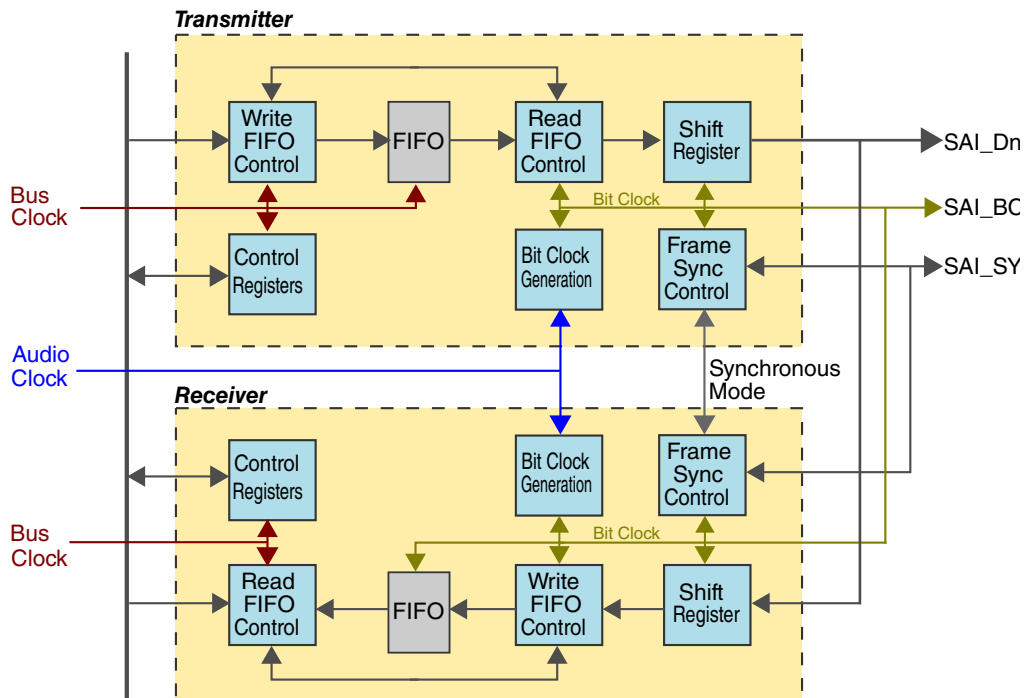 Transmitter
Write
FIFO
Control
FIFO
Read
FIFO
Control
Shift
Register
SAI_Dn
Bus
Clock
Bit Clock
SAI_BC
Control
Registers
Bit Clock
Generation
Frame
Sync
Control
SAI_SY
Audio
Clock
Synchronous
Mode
Receiver
Control
Registers
Bit Clock
Generation
Frame
Sync
Control
Bus
Clock
Bit Clock
Read
FIFO
Control
FIFO
Write
FIFO
Control
Shift
Register